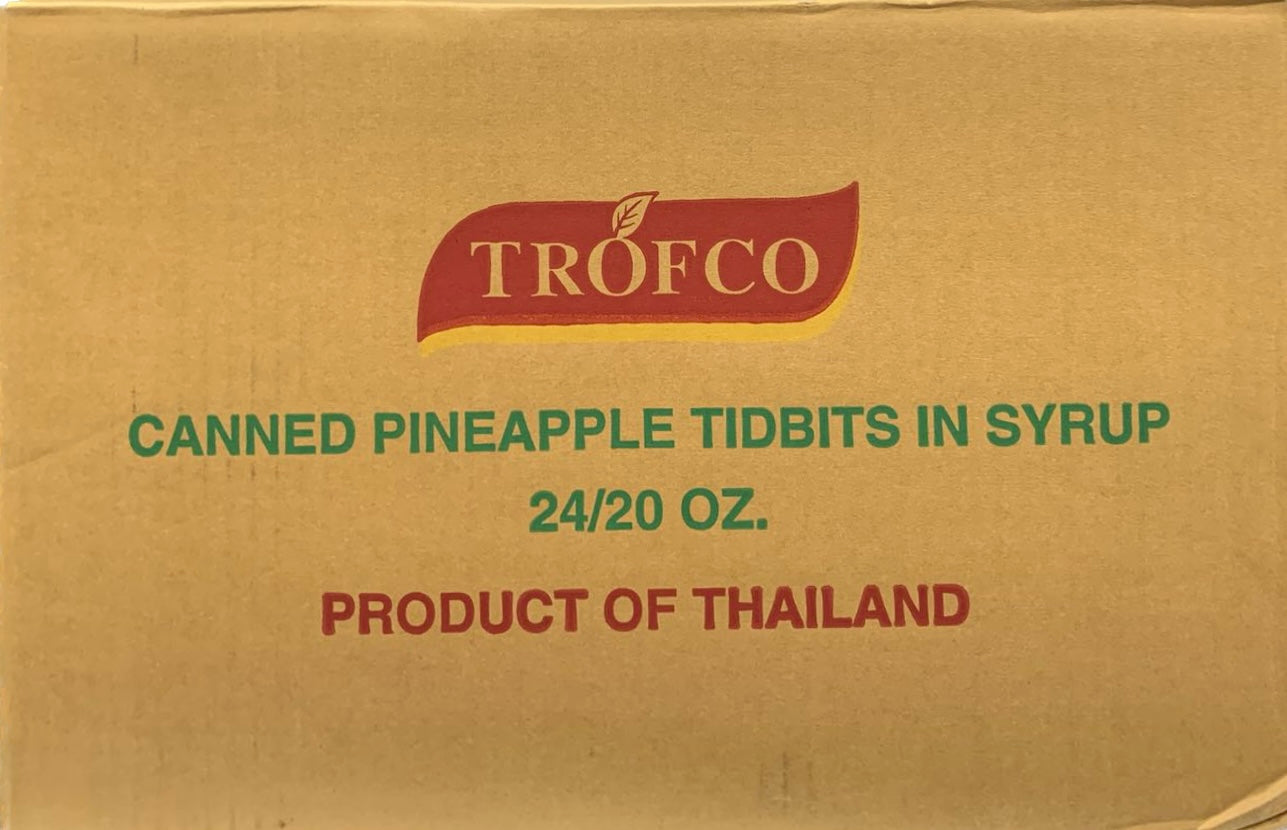 TROFCO
CANNED PINEAPPLE TIDBITS IN SYRUP
24/20 OZ.
PRODUCT OF THAILAND